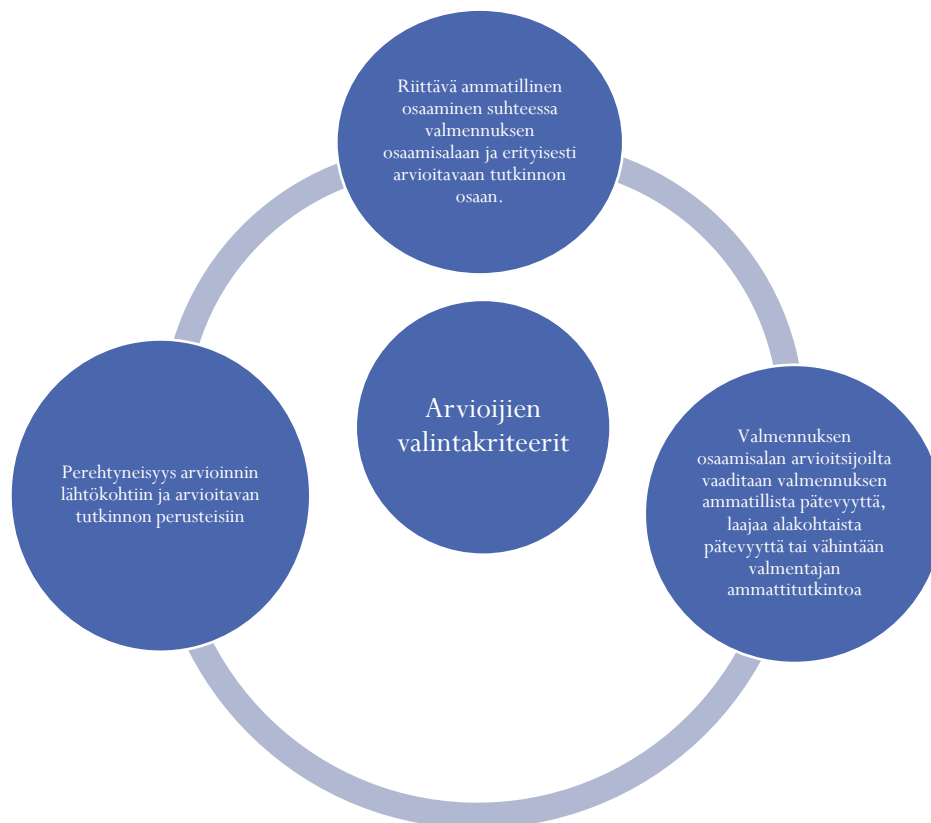 Riittävä ammatillinen
osaaminen suhteessa
valmennuksen
osaamisalaan ja erityisesti
arvioitavaan tutkinnon
osaan.
Arvioijien
valintakriteerit
Perehtyneisyys arvioinnin
lähtökohtiin ja arvioitavan
tutkinnon perusteisiin
Valmennuksen
osaamisalan arvioitsijoilta
vaaditaan valmennuksen
ammatillista pätevyyttä,
laajaa alakohtaista
pätevyyttä tai vähintään
valmentajan
ammattitutkintoa